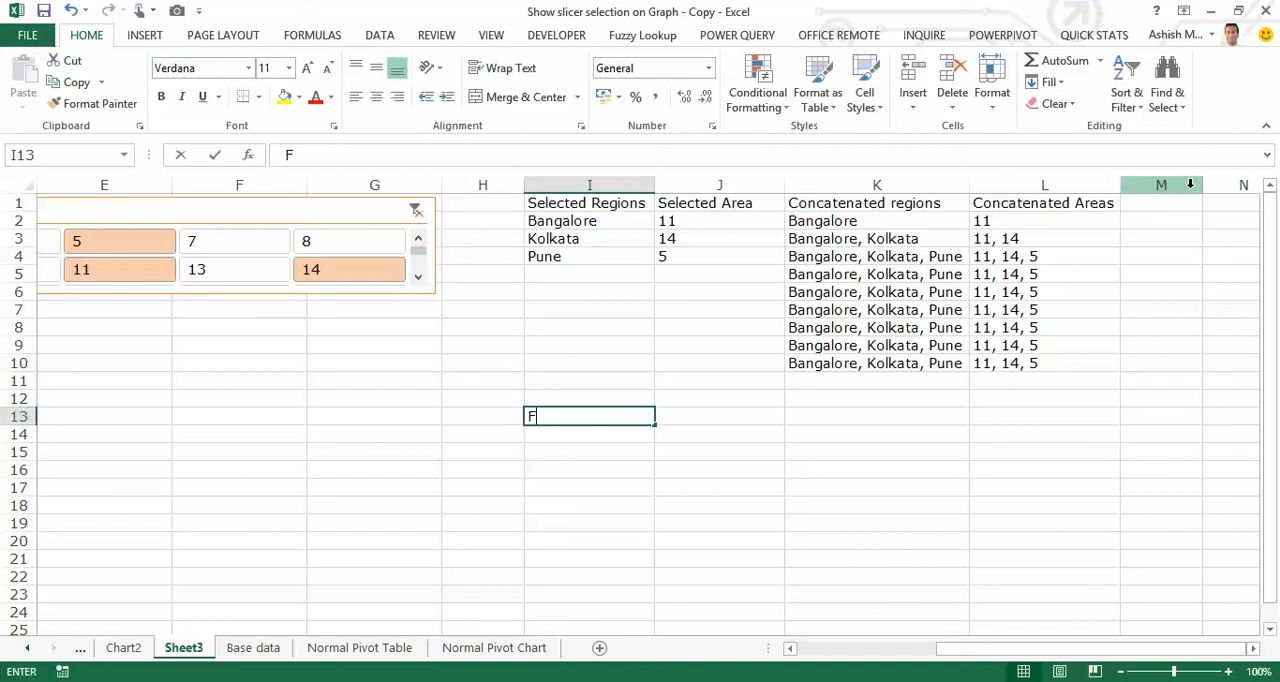 Show slicer selection on Graph - Copy - Excel
FILE HOME INSERT PAGE LAYOUT FORMULAS DATA REVIEW VIEW DEVELOPER Fuzzy Lookup POWER QUERY OFFICE REMOTE INQUIRE POWERPIVOT QUICK STATS Ashish M...
Paste
Cut
Copy
Format Painter
Clipboard
Verdana 11
B I U
Font
Wrap Text
Merge & Center
Alignment
General
Number
Conditional Formatting
Format as Table
Cell Styles
Styles
Insert Delete Format
Cells
AutoSum
Fill
Clear
Sort & Filter
Find & Select
Editing
I13 F
E F G H I J K L M N
1 Selected Regions Selected Area Concatenated regions Concatenated Areas
2 Bangalore 11 Bangalore 11
3 5 7 8 Kolkata 14 Bangalore, Kolkata 11, 14
4 Pune 5 Bangalore, Kolkata, Pune 11, 14, 5
5 11 13 14 Bangalore, Kolkata, Pune 11, 14, 5
6 Bangalore, Kolkata, Pune 11, 14, 5
7 Bangalore, Kolkata, Pune 11, 14, 5
8 Bangalore, Kolkata, Pune 11, 14, 5
9 Bangalore, Kolkata, Pune 11, 14, 5
10 Bangalore, Kolkata, Pune 11, 14, 5
11
12
13 F
14
15
16
17
18
19
20
21
22
23
24
25
... Chart2 Sheet3 Base data Normal Pivot Table Normal Pivot Chart
ENTER 100%